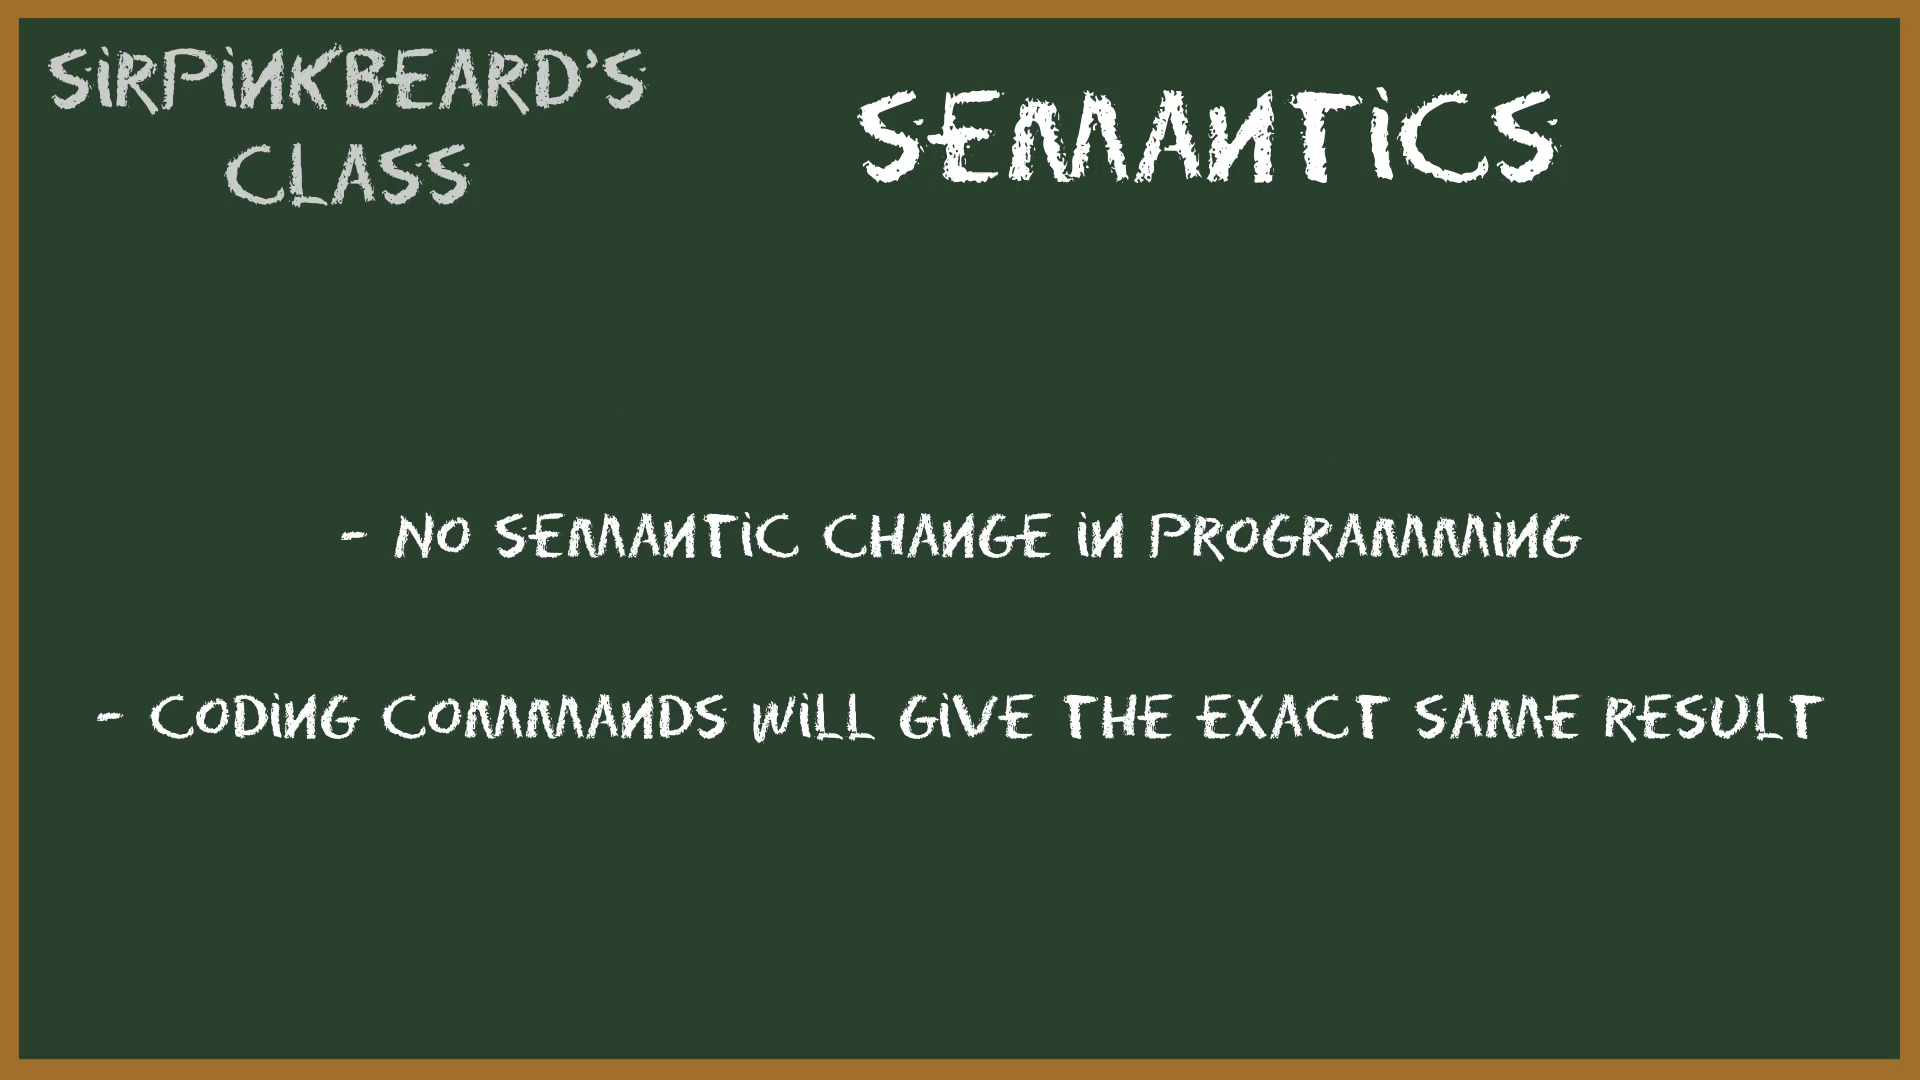 SiRPiNKBEARD'S
CLASS
SEMANTiCS
- NO SEMANTiC CHANGE iN PROGRAMMiNG
- CODiNG COMMANDS WiLL GiVE THE EXACT SAME RESULT